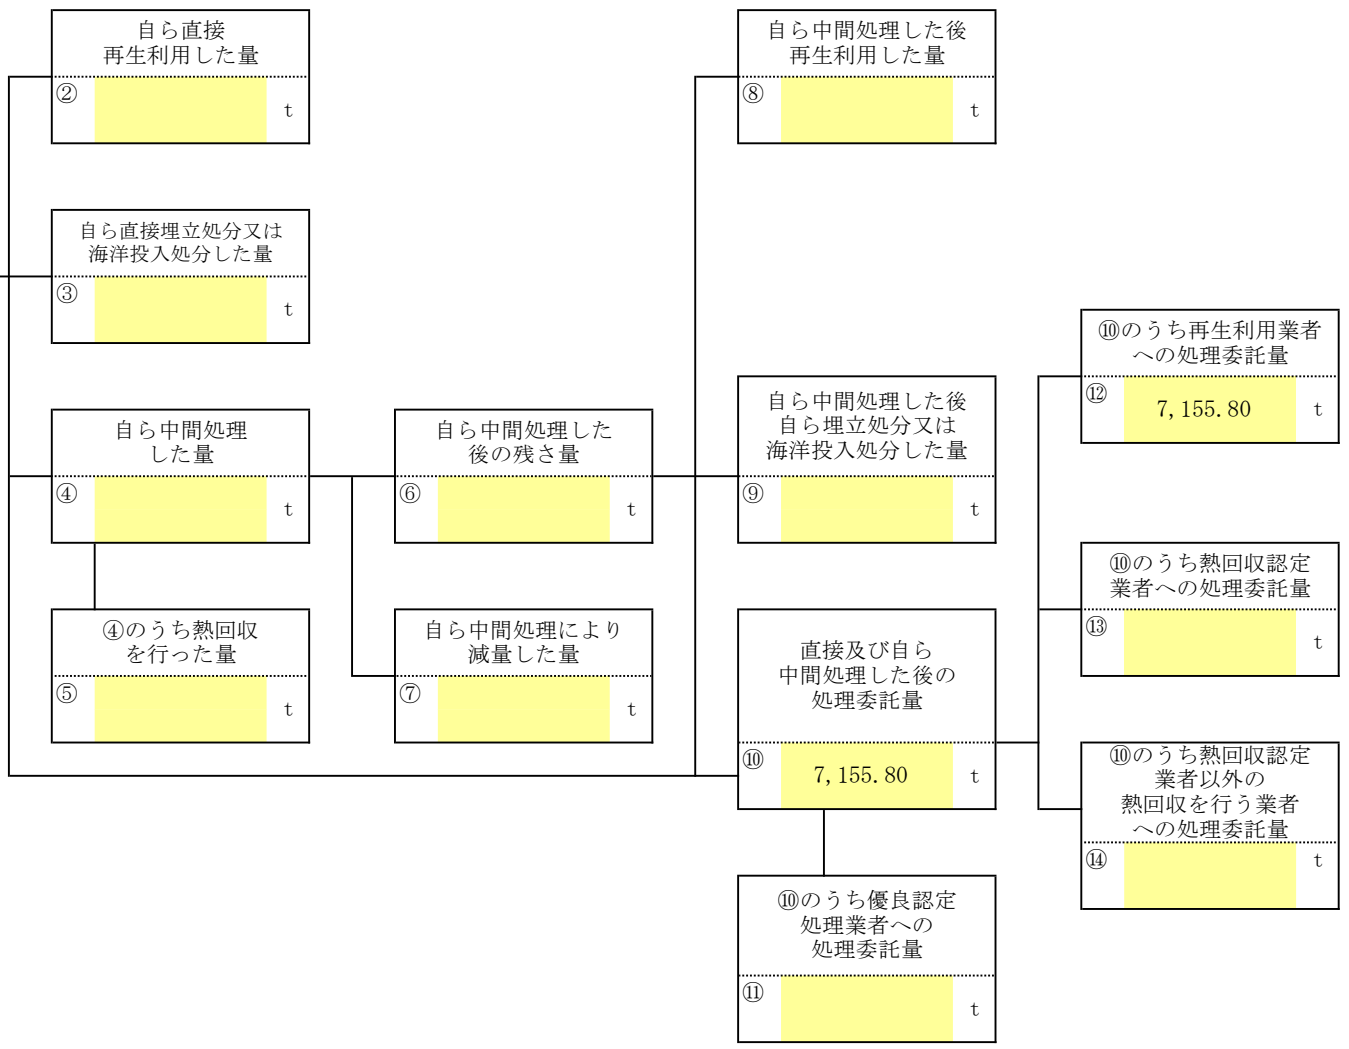 自ら直接
再生利用した量
②
t
自ら中間処理した後
再生利用した量
⑧
t
自ら直接埋立処分又は
海洋投入処分した量
③
t
⑩のうち再生利用業者
への処理委託量
⑫
7,155.80
t
自ら中間処理
した量
④
t
自ら中間処理した
後の残さ量
⑥
t
自ら中間処理した後
自ら埋立処分又は
海洋投入処分した量
⑨
t
⑩のうち熱回収認定
業者への処理委託量
⑬
t
④のうち熱回収
を行った量
⑤
t
自ら中間処理により
減量した量
⑦
t
直接及び自ら
中間処理した後の
処理委託量
⑩
7,155.80
t
⑩のうち熱回収認定
業者以外の
熱回収を行う業者
への処理委託量
⑭
t
⑩のうち優良認定
処理業者への
処理委託量
⑪
t